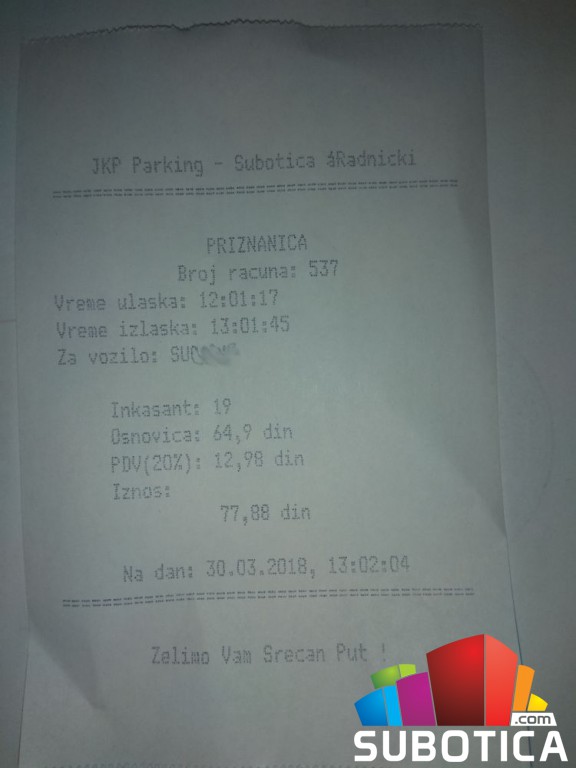 JKP Parking - Subotica áRadnicki
================================================
PRIZNANICA
Broj racuna: 537
Vreme ulaska: 12:01:17
Vreme izlaska: 13:01:45
Za vozilo:
Inkasant: 19
Osnovica: 64,9 din
PDV(20%): 12,98 din
Iznos:
77,88 din
Na dan: 30.03.2018, 13:02:04
================================================
Zelimo Vam Srecan Put !
.com
SUBOTICA